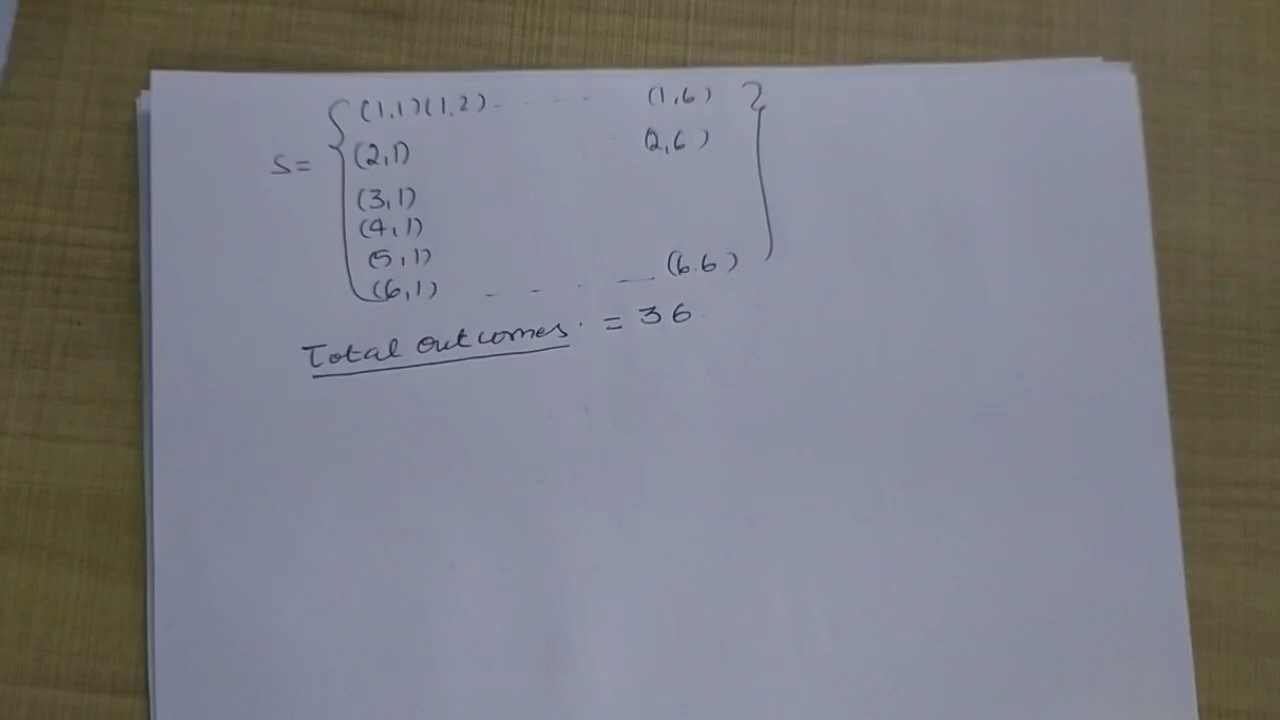 (1,1)(1,2) - - - - (1,6)
S= (2,1) (2,6)
(3,1)
(4,1)
(5,1)
(6,1) - - . __ (6.6)
Total outcomes. = 36